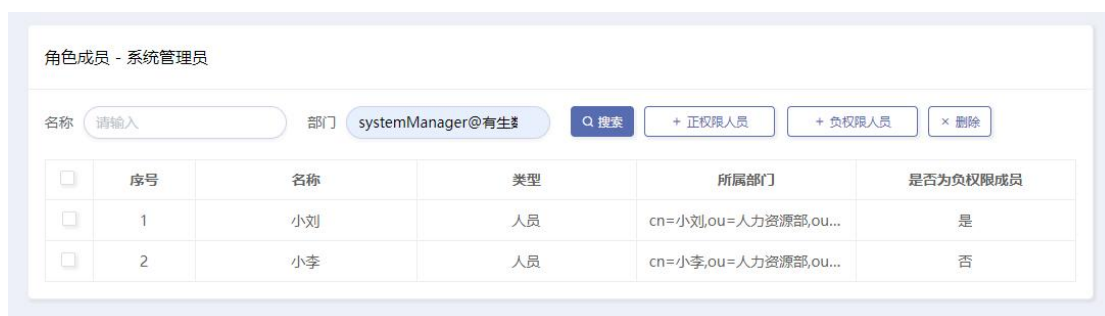 角色成员 - 系统管理员
名称 请输入 部门 systemManager@有生 搜索 + 正权限人员 + 负权限人员 × 删除
序号 名称 类型 所属部门 是否为负权限成员
1 小刘 人员 cn=小刘,ou=人力资源部,ou... 是
2 小李 人员 cn=小李,ou=人力资源部,ou... 否